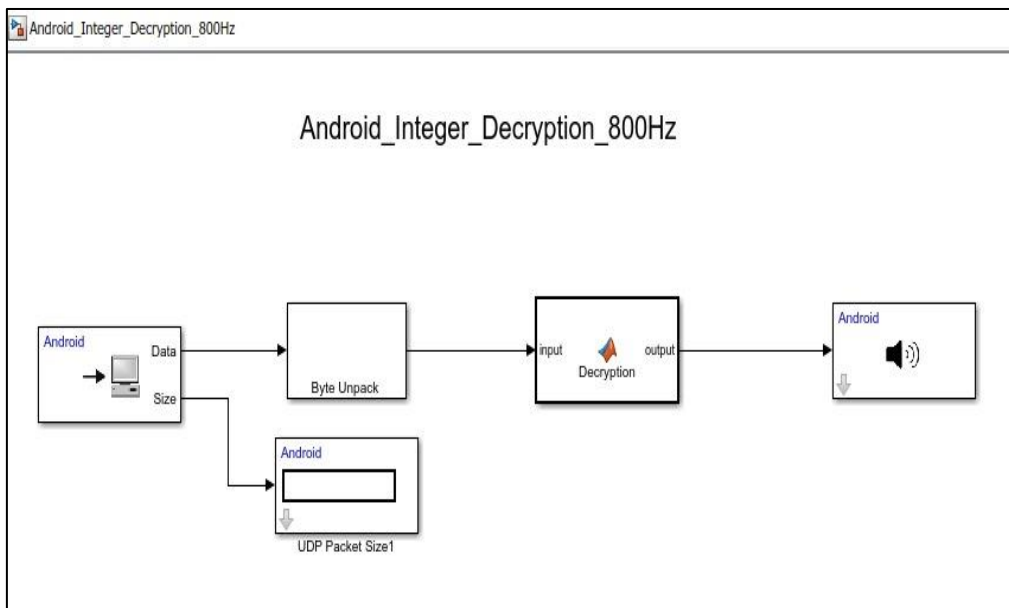 Android_Integer_Decryption_800Hz
Android_Integer_Decryption_800Hz
Android
Data
Size
Byte Unpack
input
output
Decryption
Android
Android
UDP Packet Size1